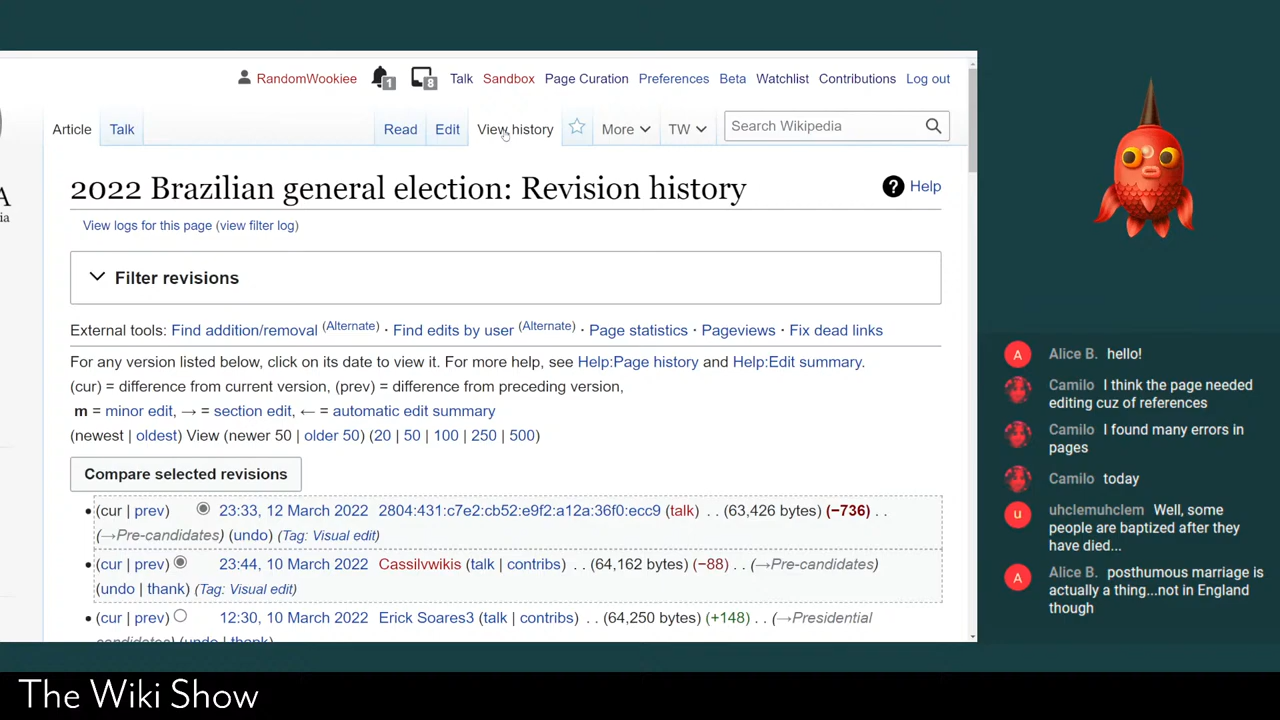 RandomWookiee 1 8 Talk Sandbox Page Curation Preferences Beta Watchlist Contributions Log out
Article Talk Read Edit View history More TW Search Wikipedia
A
ia
2022 Brazilian general election: Revision history
? Help
View logs for this page (view filter log)
Filter revisions
External tools: Find addition/removal (Alternate) · Find edits by user (Alternate) · Page statistics · Pageviews · Fix dead links
For any version listed below, click on its date to view it. For more help, see Help:Page history and Help:Edit summary.
(cur) = difference from current version, (prev) = difference from preceding version,
m = minor edit, → = section edit, ← = automatic edit summary
(newest | oldest) View (newer 50 | older 50) (20 | 50 | 100 | 250 | 500)
Compare selected revisions
• (cur | prev) 23:33, 12 March 2022 2804:431:c7e2:cb52:e9f2:a12a:36f0:ecc9 (talk) . . (63,426 bytes) (−736) . .
(→Pre-candidates) (undo) (Tag: Visual edit)
• (cur | prev) 23:44, 10 March 2022 Cassilvwikis (talk | contribs) . . (64,162 bytes) (−88) . . (→Pre-candidates)
(undo | thank) (Tag: Visual edit)
• (cur | prev) 12:30, 10 March 2022 Erick Soares3 (talk | contribs) . . (64,250 bytes) (+148) . . (→Presidential
candidates) (undo | thank)
A Alice B. hello!
Camilo I think the page needed
editing cuz of references
Camilo I found many errors in
pages
Camilo today
u uhclemuhclem Well, some
people are baptized after they
have died...
A Alice B. posthumous marriage is
actually a thing...not in England
though
The Wiki Show